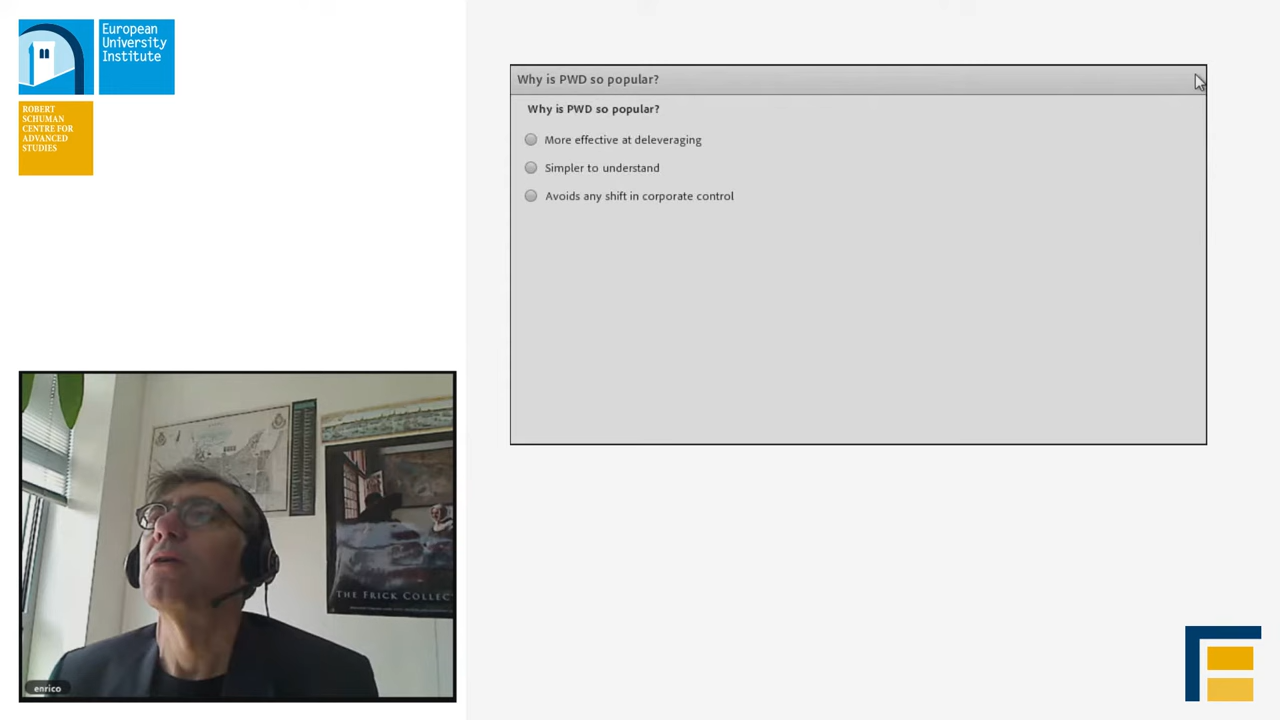 European
University
Institute
ROBERT
SCHUMAN
CENTRE FOR
ADVANCED
STUDIES
Why is PWD so popular?
Why is PWD so popular?
More effective at deleveraging
Simpler to understand
Avoids any shift in corporate control
THE FRICK COLLEC
enrico